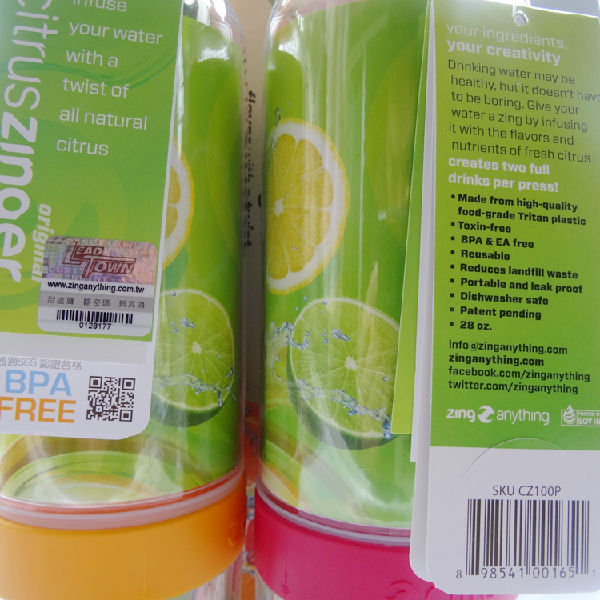 infuse
your water
with a
twist of
all natural
citrus
citruszinger
original
LEAD
TOWN
www.zinganything.com.tw
0129177
BPA
FREE
your ingredients,
your creativity
Drinking water may be
healthy, but it doesn't have
to be boring. Give your
water a zing by infusing
it with the flavors and
nutrients of fresh citrus.
creates two full
drinks per press!
• Made from high-quality
food-grade Tritan plastic
• Toxin-free
• BPA & EA free
• Reusable
• Reduces landfill waste
• Portable and leak proof
• Dishwasher safe
• Patent pending
• 28 oz.
info@zinganything.com
zinganything.com
facebook.com/zinganything
twitter.com/zinganything
zing anything
SKU CZ100P
8 98541 00165 1